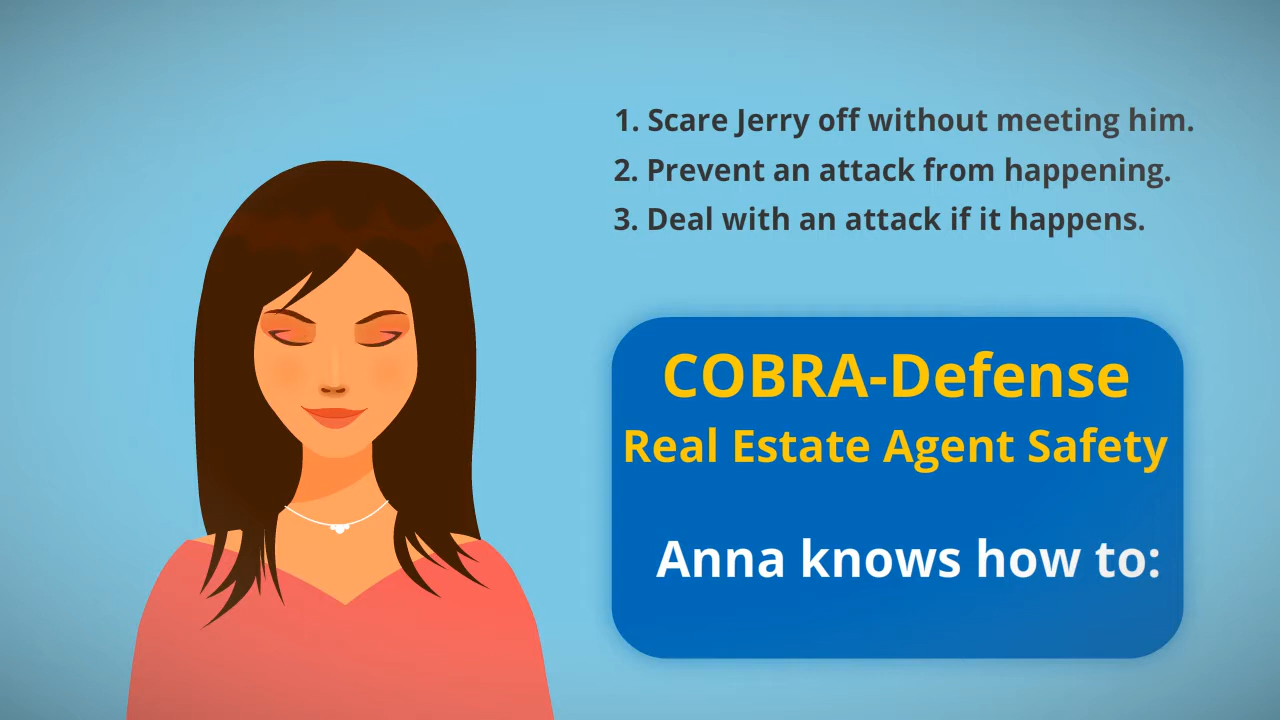 1. Scare Jerry off without meeting him.
2. Prevent an attack from happening.
3. Deal with an attack if it happens.
COBRA-Defense
Real Estate Agent Safety
Anna knows how to: